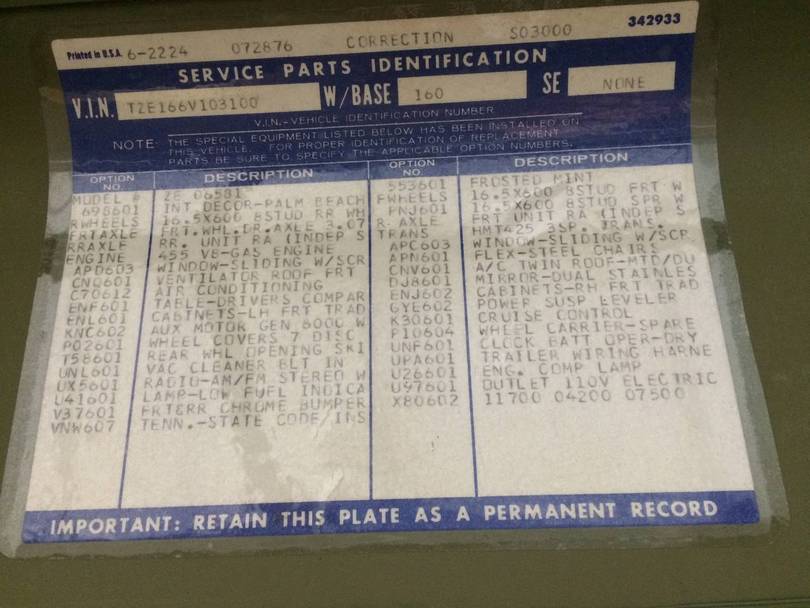 Printed in U.S.A. 6-2224 072876 CORRECTION S03000 342933
SERVICE PARTS IDENTIFICATION
V.I.N. TZE166V103100 W/BASE 160 SE NONE
V.I.N.-VEHICLE IDENTIFICATION NUMBER
NOTE: THE SPECIAL EQUIPMENT LISTED BELOW HAS BEEN INSTALLED ON
THIS VEHICLE. FOR PROPER IDENTIFICATION OF REPLACEMENT
PARTS BE SURE TO SPECIFY THE APPLICABLE OPTION NUMBERS.
OPTION NO. DESCRIPTION
MODEL # ZE 06581
698601 INT DECOR-PALM BEACH
RWHEELS 16.5X600 8STUD RR WH
FRTAXLE FRT.WHL.DR.AXLE 3.07
RRAXLE RR. UNIT RA (INDEP S
ENGINE 455 V8-GAS ENGINE
APD603 WINDOW-SLIDING W/SCR
CNQ601 VENTILATOR ROOF FRT
C70612 AIR CONDITIONING
ENF601 TABLE-DRIVERS COMPAR
ENL601 CABINETS-LH FRT TRAD
KNC602 AUX MOTOR GEN 6000 W
P02601 WHEEL COVERS 7 DISC
T58601 REAR WHL OPENING SKI
UNL601 VAC CLEANER BLT IN
UX5601 RADIO-AM/FM STEREO W
U41601 LAMP-LOW FUEL INDICA
V37601 FRT&RR CHROME BUMPER
VNW607 TENN.-STATE CODE INS
OPTION NO. DESCRIPTION
553601 FROSTED MINT
FWHEELS 16.5X600 8STUD FRT W
PNJ601 16.5X600 8STUD SPR W
R. AXLE FRT UNIT RA (INDEP S
TRANS HMT425 3SP. TRANS.
APC603 WINDOW-SLIDING W/SCR
APN601 FLEX-STEEL CHAIRS
CNV601 A/C TWIN ROOF-MTD/DU
DJ8601 MIRROR-DUAL STAINLES
ENJ602 CABINETS-RH FRT TRAD
GYE602 POWER SUSP LEVELER
K30601 CRUISE CONTROL
P10604 WHEEL CARRIER-SPARE
UNF601 CLOCK BATT OPER-DRY
UPA601 TRAILER WIRING HARNE
U26601 ENG. COMP LAMP
U97601 OUTLET 110V ELECTRIC
X80602 11700 04200 07500
IMPORTANT: RETAIN THIS PLATE AS A PERMANENT RECORD